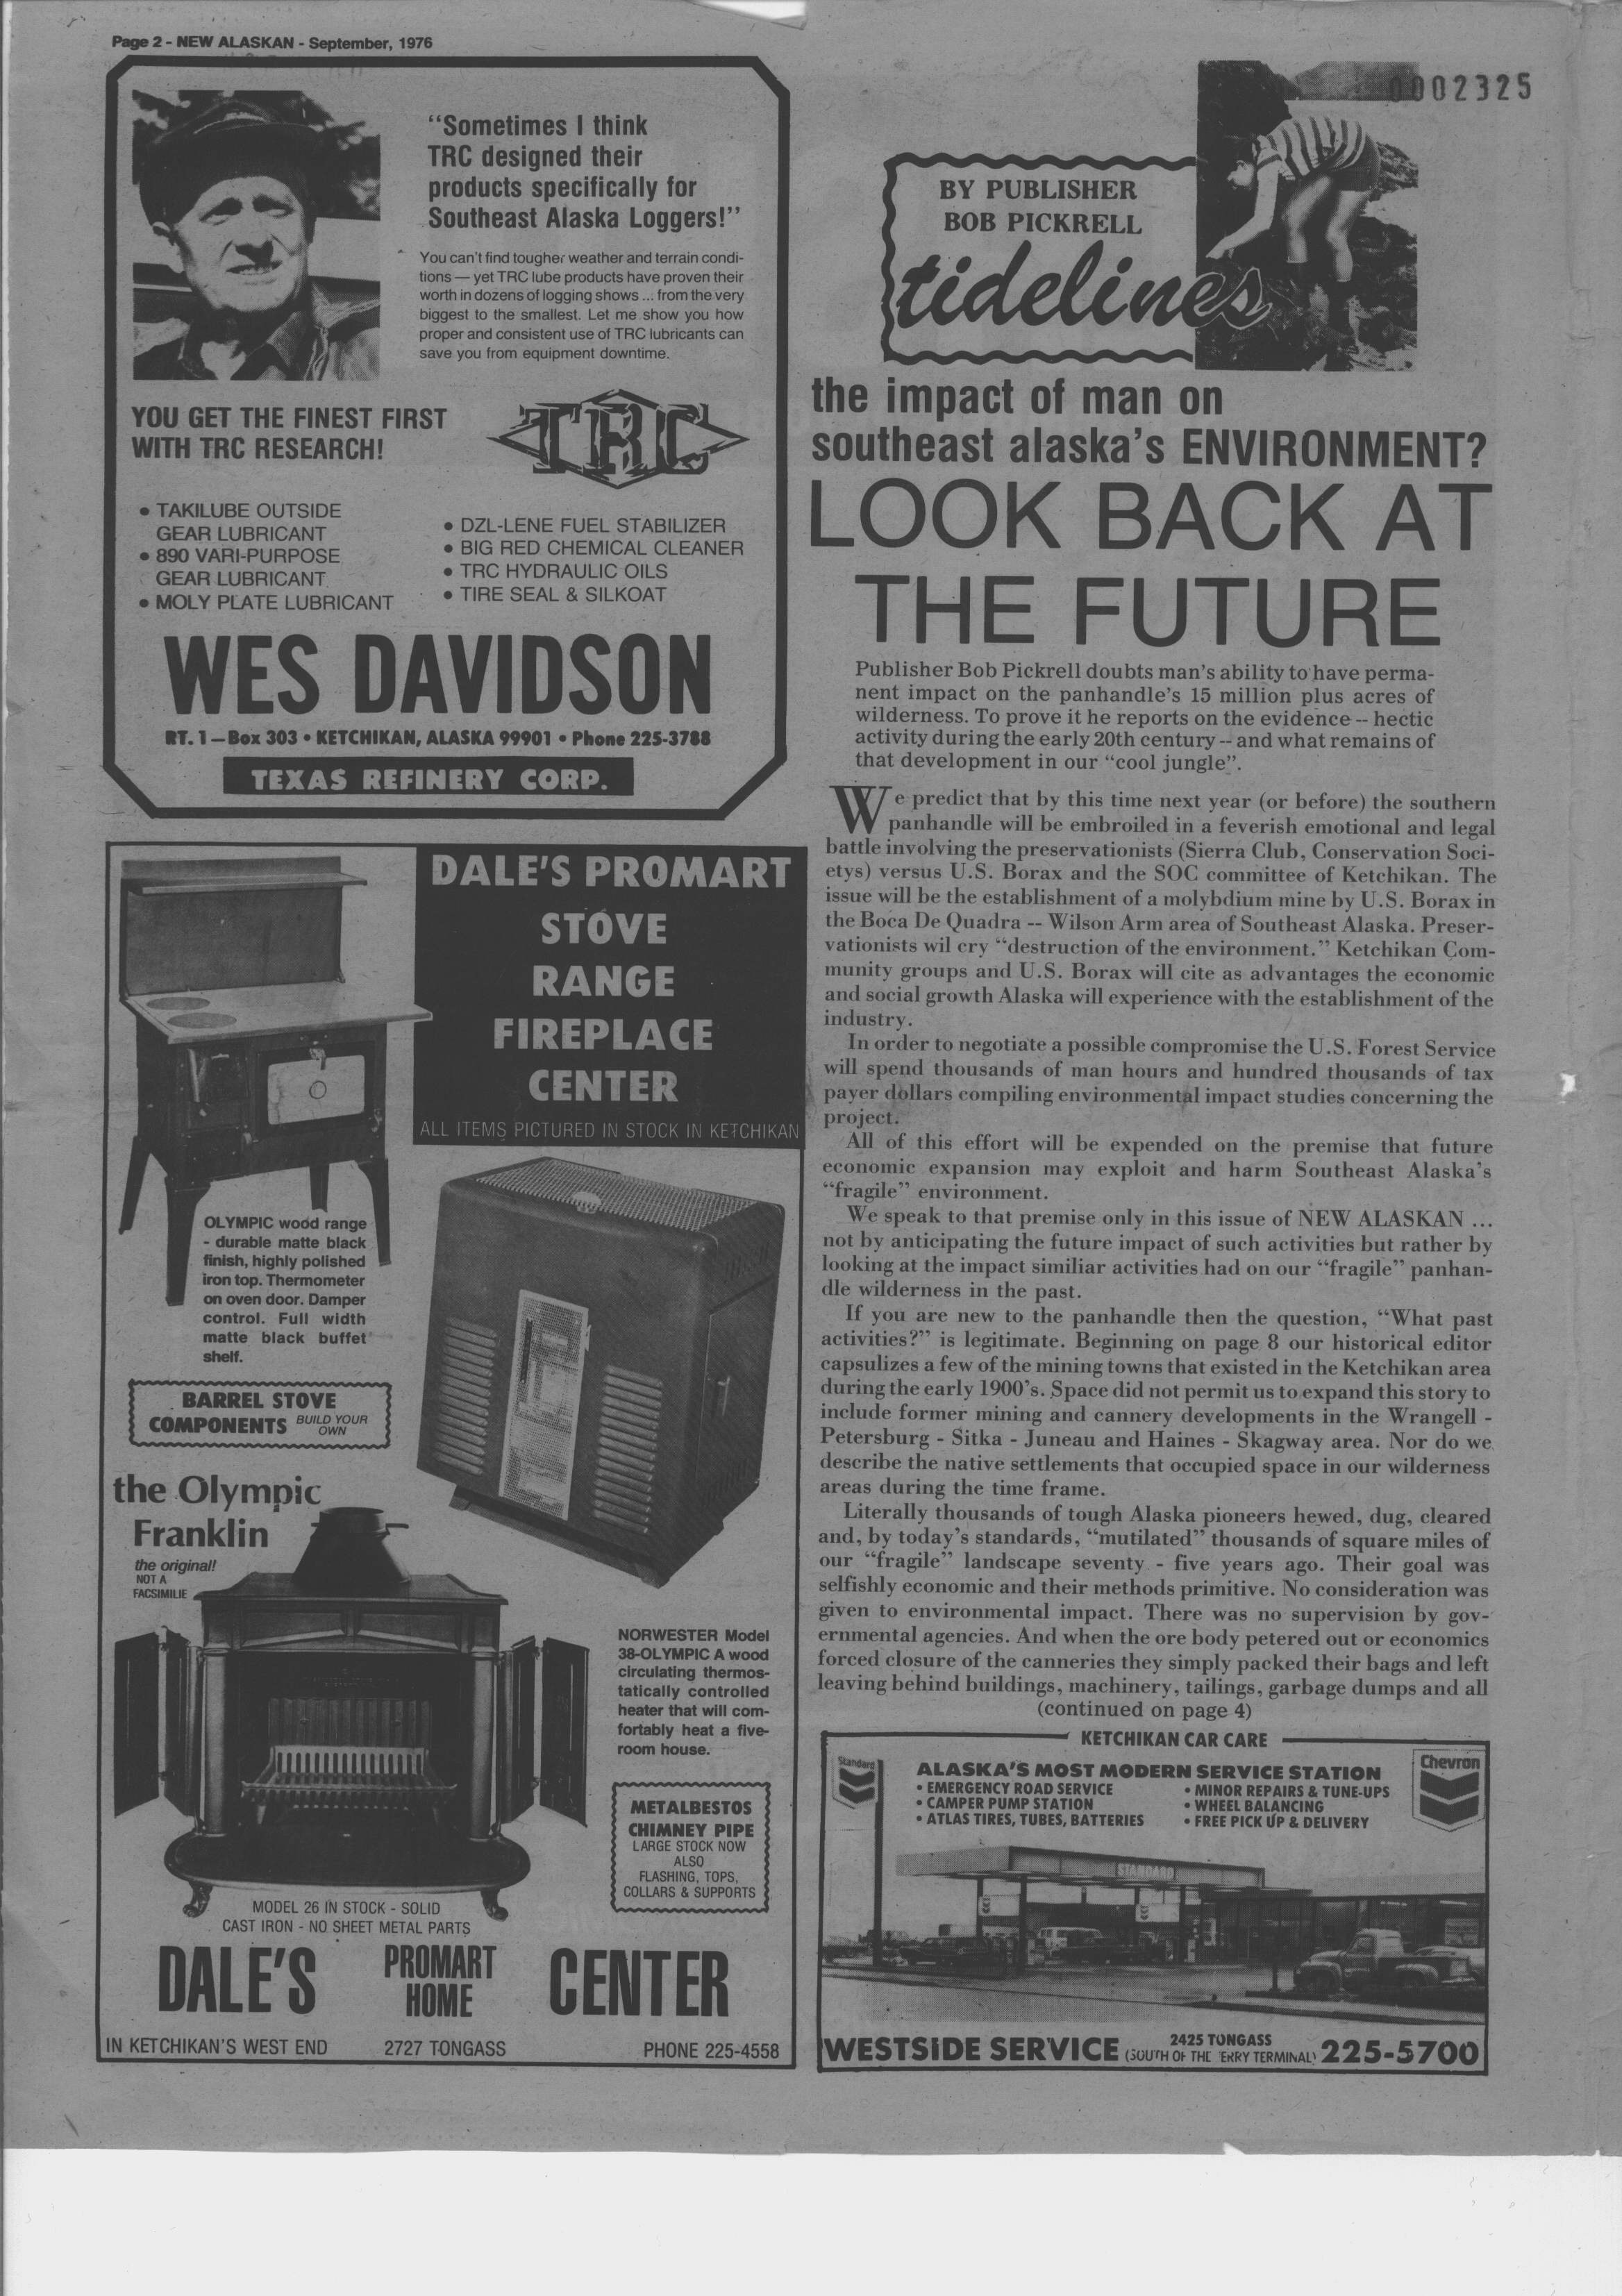 Page 2 - NEW ALASKAN - September, 1976
"Sometimes I think
TRC designed their
products specifically for
Southeast Alaska Loggers!"
You can't find tougher weather and terrain condi-
tions — yet TRC lube products have proven their
worth in dozens of logging shows ... from the very
biggest to the smallest. Let me show you how
proper and consistent use of TRC lubricants can
save you from equipment downtime.
YOU GET THE FINEST FIRST
WITH TRC RESEARCH!
TRC
• TAKILUBE OUTSIDE
GEAR LUBRICANT
• 890 VARI-PURPOSE
GEAR LUBRICANT
• MOLY PLATE LUBRICANT
• DZL-LENE FUEL STABILIZER
• BIG RED CHEMICAL CLEANER
• TRC HYDRAULIC OILS
• TIRE SEAL & SILKOAT
WES DAVIDSON
RT. 1—Box 303 • KETCHIKAN, ALASKA 99901 • Phone 225-3788
TEXAS REFINERY CORP.
DALE'S PROMART
STOVE
RANGE
FIREPLACE
CENTER
ALL ITEMS PICTURED IN STOCK IN KETCHIKAN
OLYMPIC wood range
- durable matte black
finish, highly polished
iron top. Thermometer
on oven door. Damper
control. Full width
matte black buffet
shelf.
BARREL STOVE
COMPONENTS BUILD YOUR
OWN
the Olympic
Franklin
the original!
NOT A
FACSIMILIE
NORWESTER Model
38-OLYMPIC A wood
circulating thermos-
tatically controlled
heater that will com-
fortably heat a five-
room house.
METALBESTOS
CHIMNEY PIPE
LARGE STOCK NOW
ALSO
FLASHING, TOPS,
COLLARS & SUPPORTS
MODEL 26 IN STOCK - SOLID
CAST IRON - NO SHEET METAL PARTS
DALE'S PROMART HOME CENTER
IN KETCHIKAN'S WEST END 2727 TONGASS PHONE 225-4558
0002325
BY PUBLISHER
BOB PICKRELL
tidelines
the impact of man on
southeast alaska's ENVIRONMENT?
LOOK BACK AT
THE FUTURE
Publisher Bob Pickrell doubts man's ability to have perma-
nent impact on the panhandle's 15 million plus acres of
wilderness. To prove it he reports on the evidence -- hectic
activity during the early 20th century -- and what remains of
that development in our "cool jungle".
We predict that by this time next year (or before) the southern
panhandle will be embroiled in a feverish emotional and legal
battle involving the preservationists (Sierra Club, Conservation Soci-
etys) versus U.S. Borax and the SOC committee of Ketchikan. The
issue will be the establishment of a molybdium mine by U.S. Borax in
the Boca De Quadra -- Wilson Arm area of Southeast Alaska. Preser-
vationists wil cry "destruction of the environment." Ketchikan Com-
munity groups and U.S. Borax will cite as advantages the economic
and social growth Alaska will experience with the establishment of the
industry.
In order to negotiate a possible compromise the U.S. Forest Service
will spend thousands of man hours and hundred thousands of tax
payer dollars compiling environmental impact studies concerning the
project.
All of this effort will be expended on the premise that future
economic expansion may exploit and harm Southeast Alaska's
"fragile" environment.
We speak to that premise only in this issue of NEW ALASKAN ...
not by anticipating the future impact of such activities but rather by
looking at the impact similiar activities had on our "fragile" panhan-
dle wilderness in the past.
If you are new to the panhandle then the question, "What past
activities?" is legitimate. Beginning on page 8 our historical editor
capsulizes a few of the mining towns that existed in the Ketchikan area
during the early 1900's. Space did not permit us to expand this story to
include former mining and cannery developments in the Wrangell -
Petersburg - Sitka - Juneau and Haines - Skagway area. Nor do we
describe the native settlements that occupied space in our wilderness
areas during the time frame.
Literally thousands of tough Alaska pioneers hewed, dug, cleared
and, by today's standards, "mutilated" thousands of square miles of
our "fragile" landscape seventy - five years ago. Their goal was
selfishly economic and their methods primitive. No consideration was
given to environmental impact. There was no supervision by gov-
ernmental agencies. And when the ore body petered out or economics
forced closure of the canneries they simply packed their bags and left
leaving behind buildings, machinery, tailings, garbage dumps and all
(continued on page 4)
KETCHIKAN CAR CARE
Standard
Chevron
ALASKA'S MOST MODERN SERVICE STATION
• EMERGENCY ROAD SERVICE
• CAMPER PUMP STATION
• ATLAS TIRES, TUBES, BATTERIES
• MINOR REPAIRS & TUNE-UPS
• WHEEL BALANCING
• FREE PICK UP & DELIVERY
STANDARD
WESTSIDE SERVICE 2425 TONGASS
(SOUTH OF THE FERRY TERMINAL) 225-5700